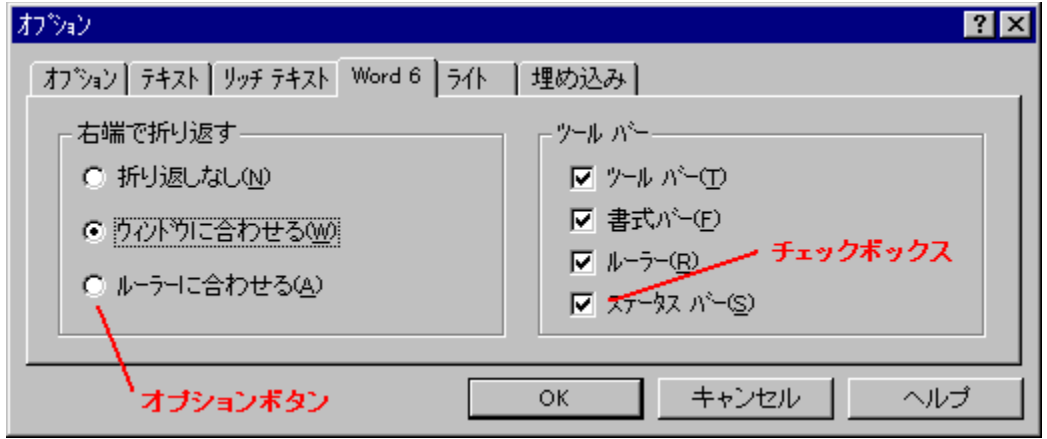 オプション
オプション テキスト リッチ テキスト Word 6 ライト 埋め込み
右端で折り返す
折り返しなし(N)
ウィンドウに合わせる(W)
ルーラーに合わせる(A)
ツール バー
ツール バー(T)
書式バー(F)
ルーラー(R)
ステータス バー(S)
チェックボックス
オプションボタン
OK キャンセル ヘルプ